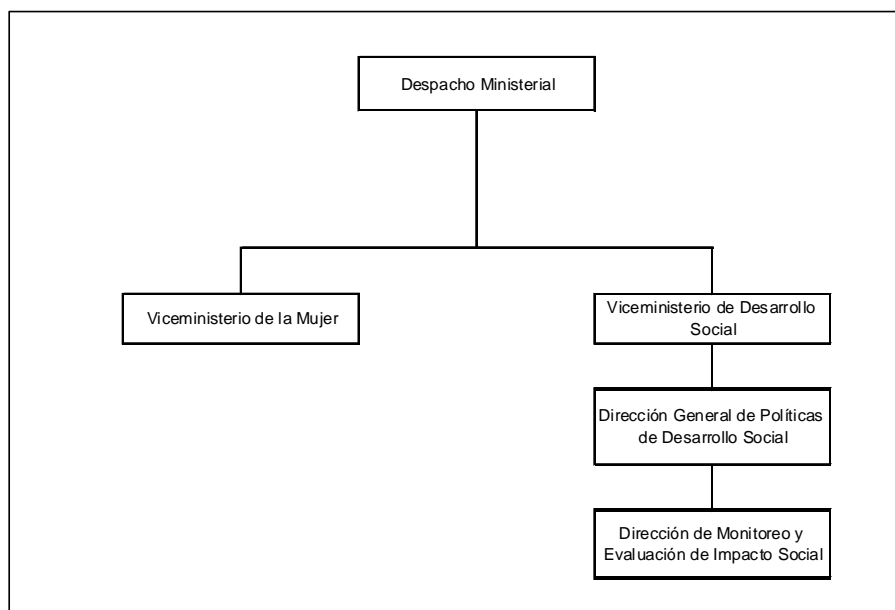 Despacho Ministerial
Viceministerio de la Mujer
Viceministerio de Desarrollo
Social
Dirección General de Políticas
de Desarrollo Social
Dirección de Monitoreo y
Evaluación de Impacto Social